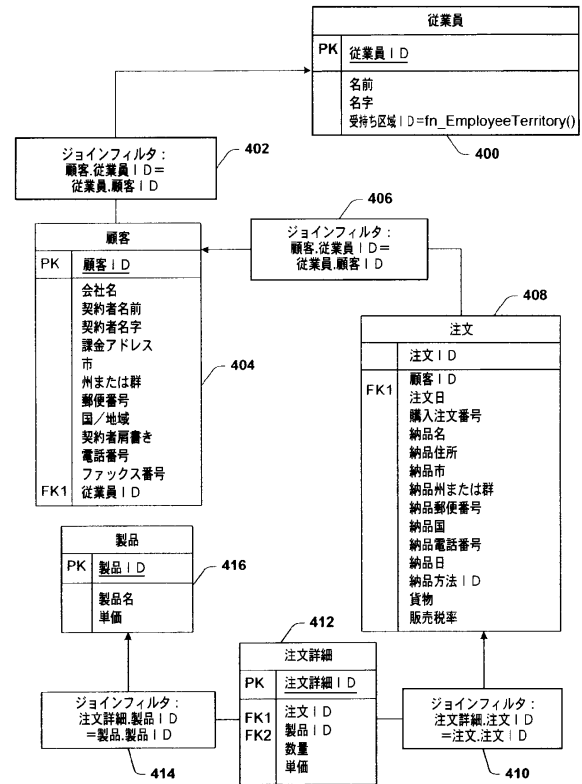 従業員
PK 従業員ID
名前
名字
受持ち区域ID=fn_EmployeeTerritory()
400
ジョインフィルタ：
顧客.従業員ID=
従業員.顧客ID
402
406
ジョインフィルタ：
顧客.従業員ID=
従業員.顧客ID
顧客
PK 顧客ID
会社名
契約者名前
契約者名字
課金アドレス
市
州または群
郵便番号
国／地域
契約者肩書き
電話番号
ファックス番号
FK1 従業員ID
404
408
注文
注文ID
FK1 顧客ID
注文日
購入注文番号
納品名
納品住所
納品市
納品州または群
納品郵便番号
納品国
納品電話番号
納品日
納品方法ID
貨物
販売税率
製品
PK 製品ID
製品名
単価
416
412
注文詳細
PK 注文詳細ID
FK1 注文ID
FK2 製品ID
数量
単価
ジョインフィルタ：
注文詳細.製品ID
=製品.製品ID
414
ジョインフィルタ：
注文詳細.注文ID
=注文.注文ID
410